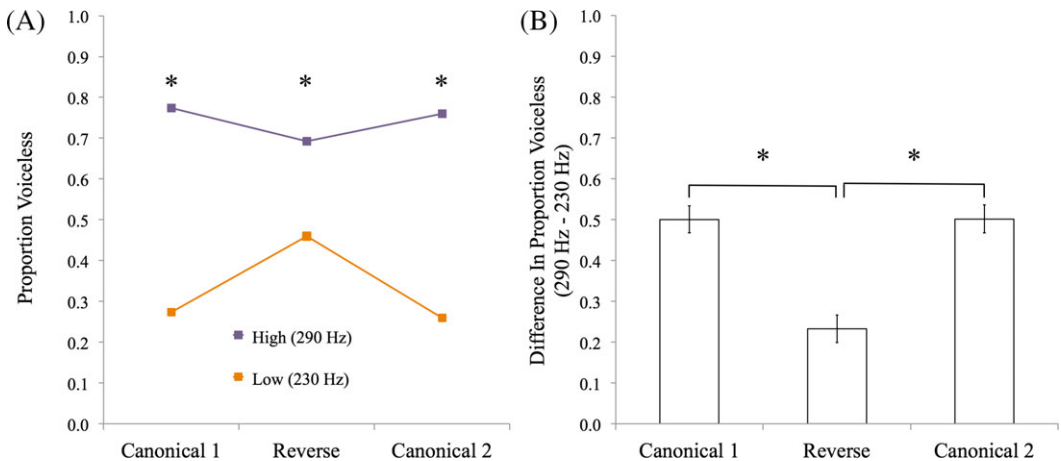 (A)
Proportion Voiceless
1.0
0.9
0.8
0.7
0.6
0.5
0.4
0.3
0.2
0.1
0.0
* * *
High (290 Hz)
Low (230 Hz)
Canonical 1 Reverse Canonical 2
(B)
Difference In Proportion Voiceless
(290 Hz - 230 Hz)
1.0
0.9
0.8
0.7
0.6
0.5
0.4
0.3
0.2
0.1
0.0
* *
Canonical 1 Reverse Canonical 2